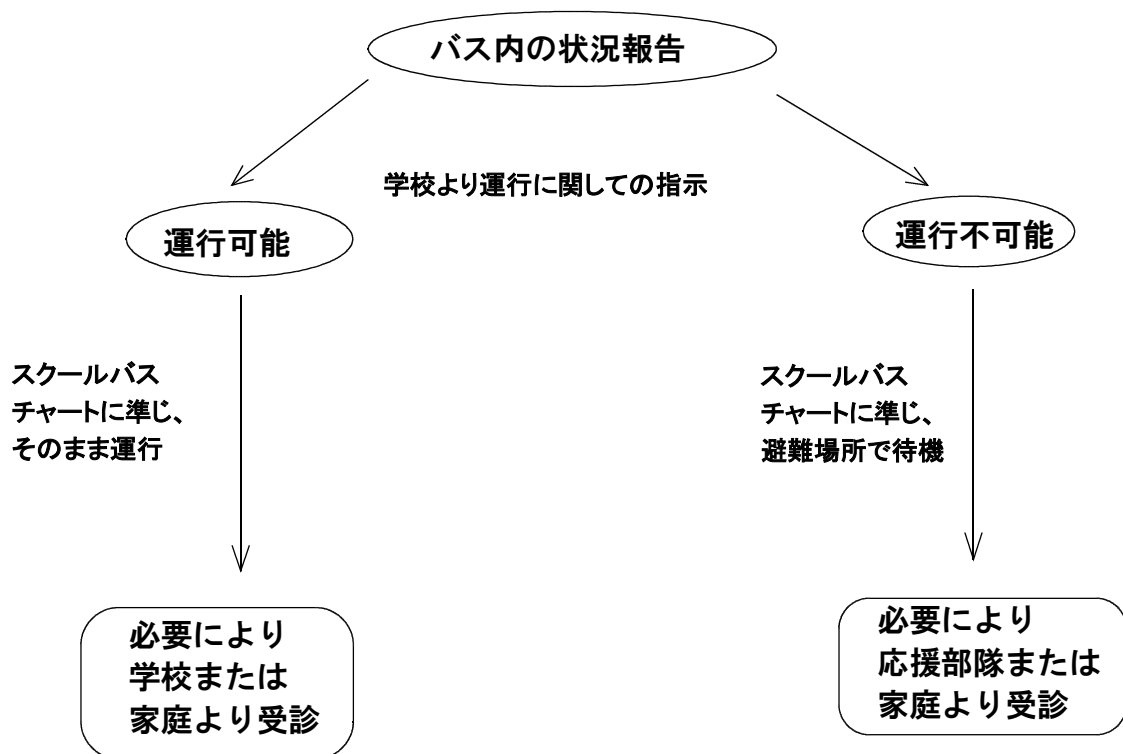 バス内の状況報告
学校より運行に関しての指示
運行可能
運行不可能
スクールバス
チャートに準じ、
そのまま運行
スクールバス
チャートに準じ、
避難場所で待機
必要により
学校または
家庭より受診
必要により
応援部隊または
家庭より受診